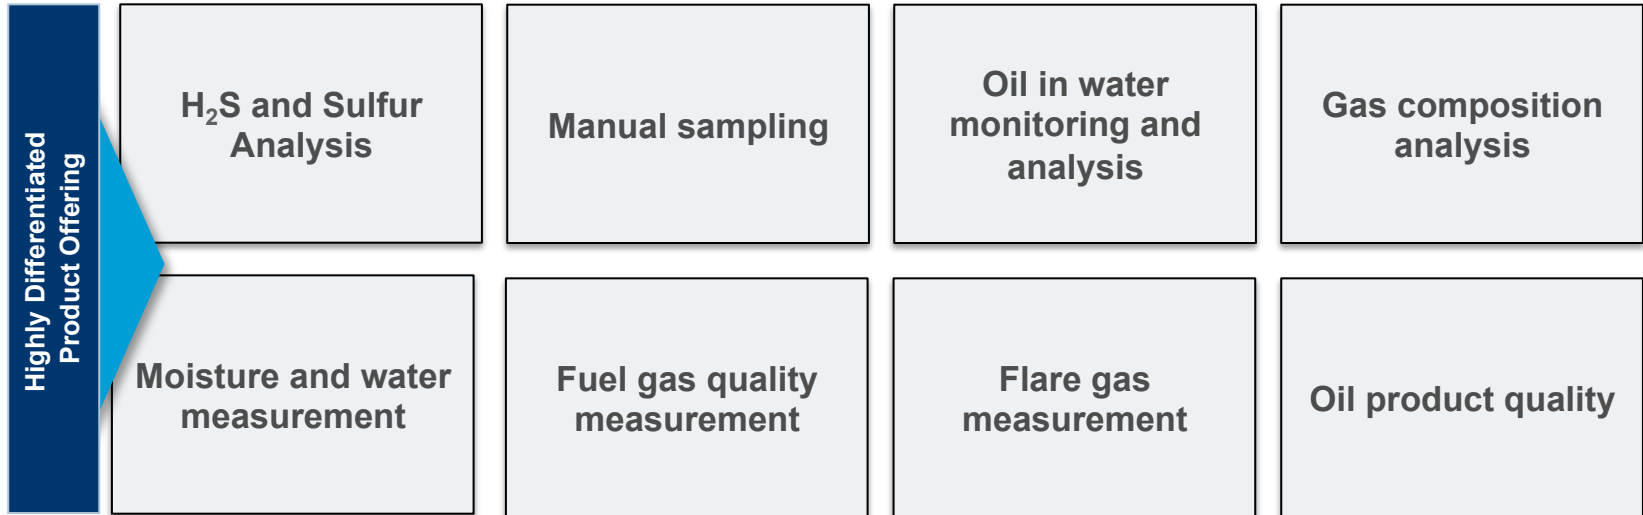 Highly Differentiated
Product Offering
H₂S and Sulfur
Analysis
Manual sampling
Oil in water
monitoring and
analysis
Gas composition
analysis
Moisture and water
measurement
Fuel gas quality
measurement
Flare gas
measurement
Oil product quality